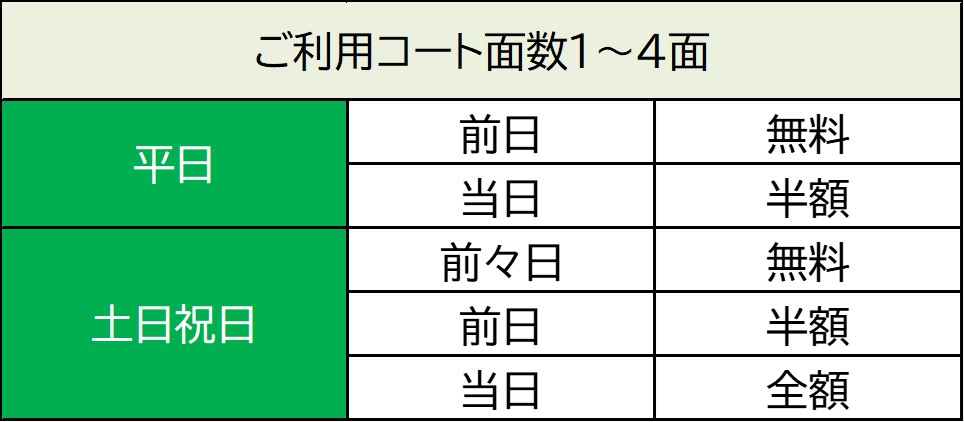 ご利用コート面数1～4面
平日
前日 無料
当日 半額
土日祝日
前々日 無料
前日 半額
当日 全額